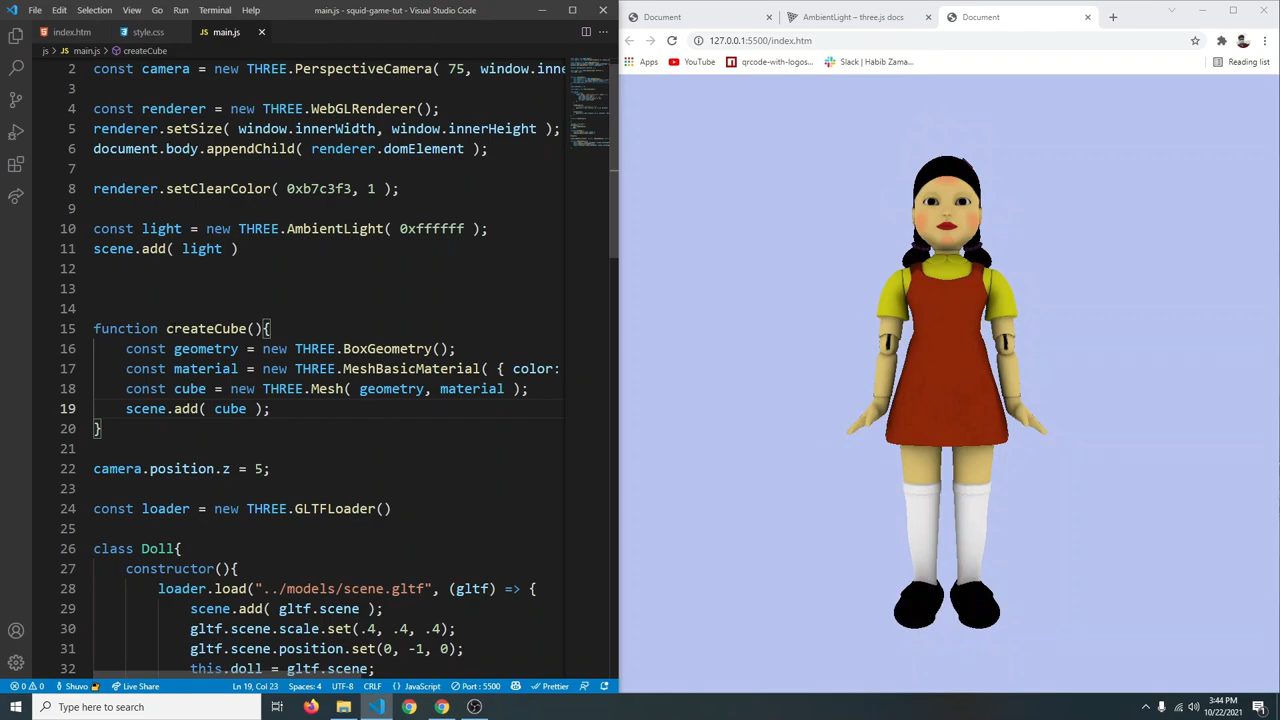 File Edit Selection View Go Run Terminal Help main.js - squid-game-tut - Visual Studio Code
index.htm style.css JS main.js
js > JS main.js > createCube
2 const camera = new THREE.Pe veCamera( 75, window.inne
3
4 const renderer = new THREE.WebGLRenderer();
5 renderer.setSize( window.innerWidth, window.innerHeight );
6 document.body.appendChild( renderer.domElement );
7
8 renderer.setClearColor( 0xb7c3f3, 1 );
9
10 const light = new THREE.AmbientLight( 0xffffff );
11 scene.add( light )
12
13
14
15 function createCube(){
16 const geometry = new THREE.BoxGeometry();
17 const material = new THREE.MeshBasicMaterial( { color:
18 const cube = new THREE.Mesh( geometry, material );
19 scene.add( cube );
20 }
21
22 camera.position.z = 5;
23
24 const loader = new THREE.GLTFLoader()
25
26 class Doll{
27 constructor(){
28 loader.load("../models/scene.gltf", (gltf) => {
29 scene.add( gltf.scene );
30 gltf.scene.scale.set(.4, .4, .4);
31 gltf.scene.position.set(0, -1, 0);
32 this.doll = gltf.scene;
0 0 Shuvo Live Share Ln 19, Col 23 Spaces: 4 UTF-8 CRLF {} JavaScript Port : 5500 Prettier
Document AmbientLight – three.js docs Document
127.0.0.1:5500/index.htm
Apps YouTube qrcode-with-logos... Slack | Habib Zama... Reading list
Type here to search
3:44 PM
10/22/2021
1